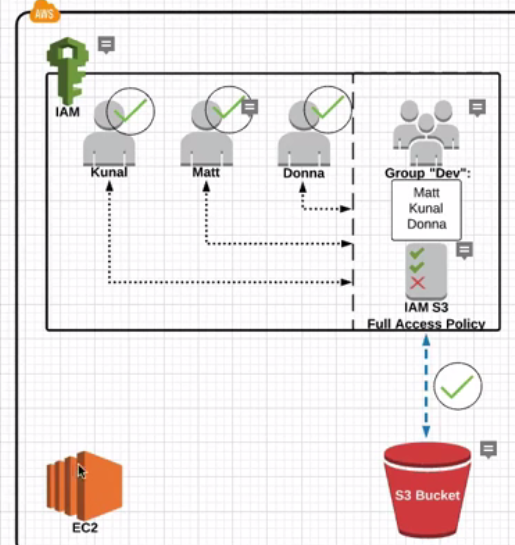 AWS
IAM
Kunal
Matt
Donna
Group "Dev":
Matt
Kunal
Donna
IAM S3
Full Access Policy
S3 Bucket
EC2